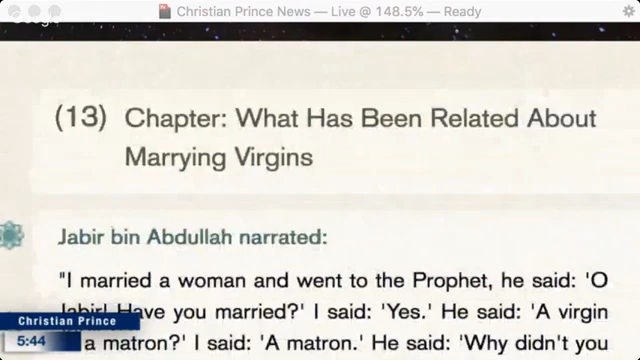 Christian Prince News — Live @ 148.5% — Ready
(13) Chapter: What Has Been Related About
Marrying Virgins
Jabir bin Abdullah narrated:
"I married a woman and went to the Prophet, he said: 'O
Jabir! Have you married?' I said: 'Yes.' He said: 'A virgin
a matron?' I said: 'A matron.' He said: 'Why didn't you
Christian Prince
5:44